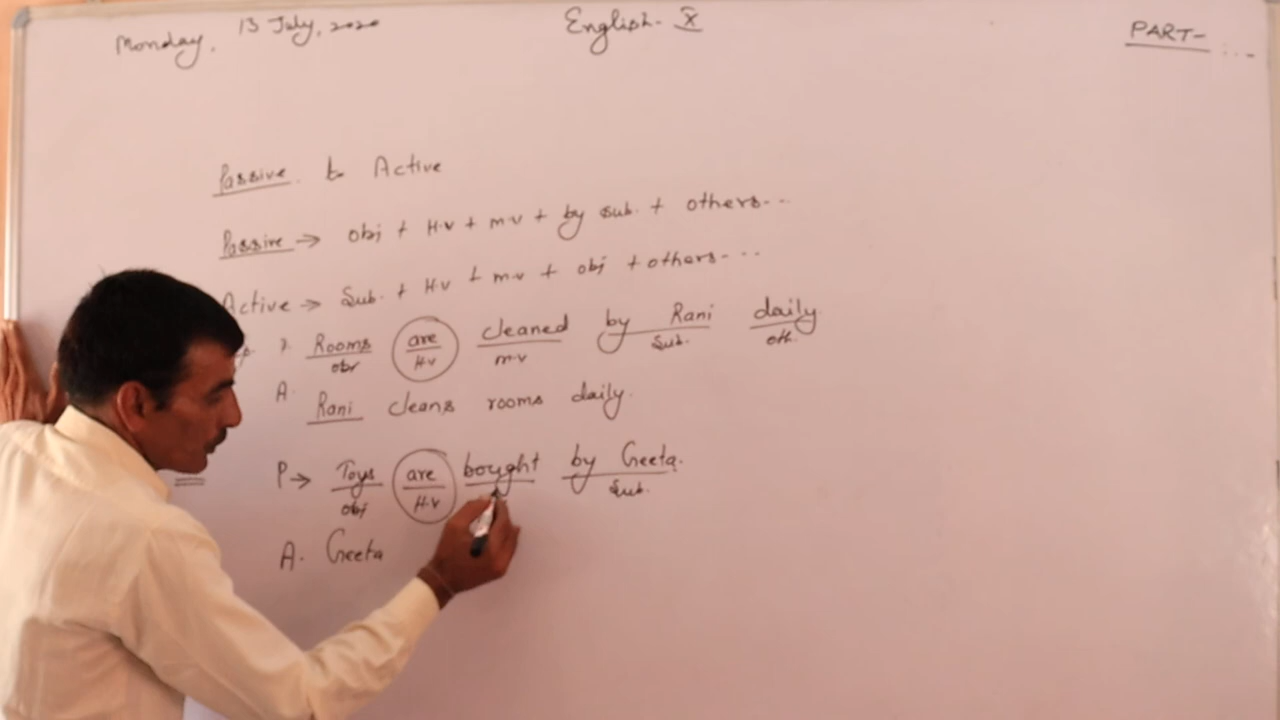 Monday, 13 July, 2020 English - X PART- ...
Passive to Active
Passive → obj + H.v + m.v + by sub. + others...
Active → Sub. + H.v + m.v + obj + others-...
Rooms are cleaned by Rani daily
obj H.v m.v Sub. oth.
A. Rani cleans rooms daily.
P → Toys are bought by Geeta.
obj H.v Sub.
A. Geeta